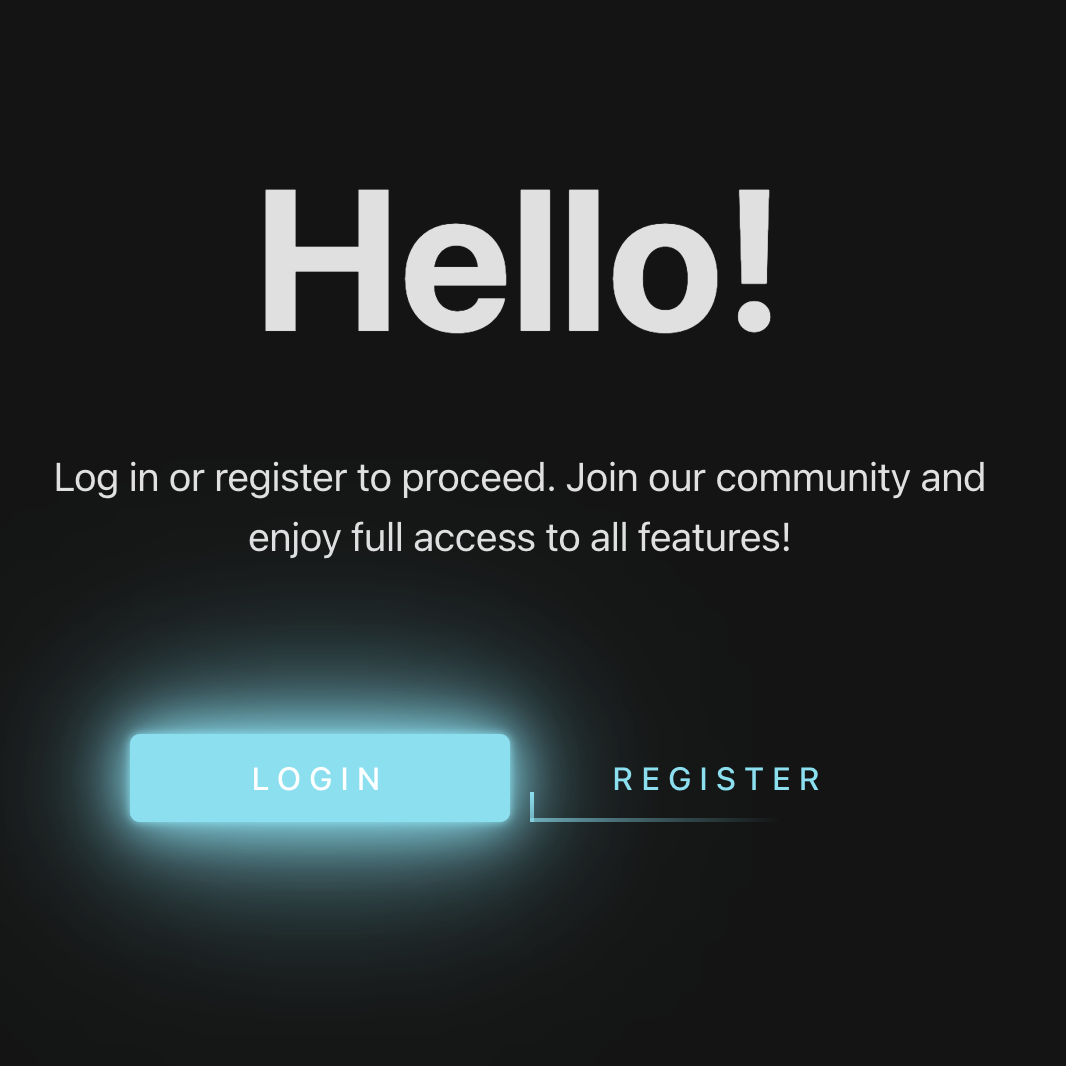 Hello!
Log in or register to proceed. Join our community and
enjoy full access to all features!
LOGIN
REGISTER